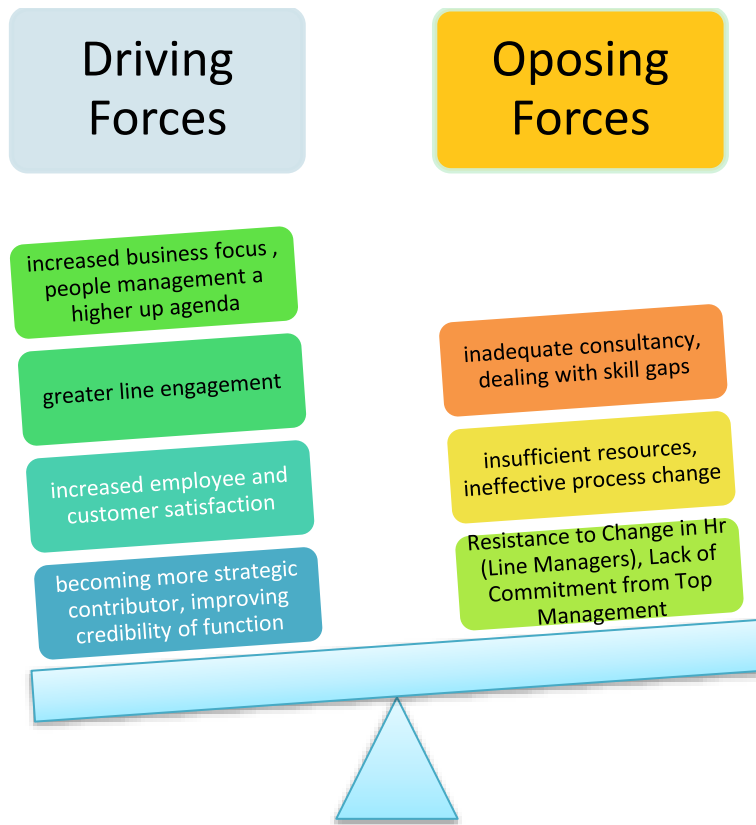 Driving
Forces
Oposing
Forces
increased business focus ,
people management a
higher up agenda
greater line engagement
increased employee and
customer satisfaction
becoming more strategic
contributor, improving
credibility of function
inadequate consultancy,
dealing with skill gaps
insufficient resources,
ineffective process change
Resistance to Change in Hr
(Line Managers), Lack of
Commitment from Top
Management